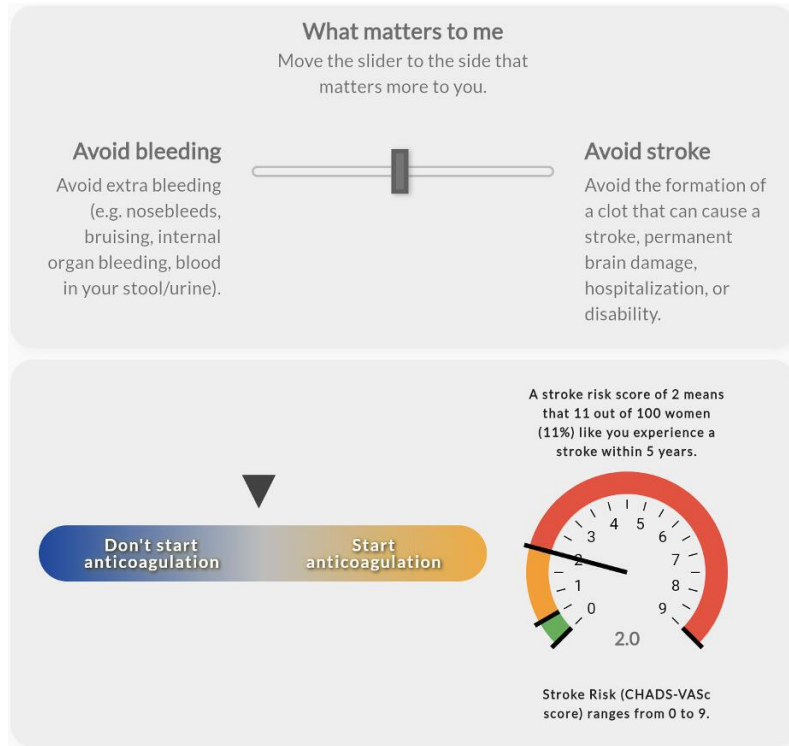 What matters to me
Move the slider to the side that
matters more to you.
Avoid bleeding
Avoid extra bleeding
(e.g. nosebleeds,
bruising, internal
organ bleeding, blood
in your stool/urine).
Avoid stroke
Avoid the formation of
a clot that can cause a
stroke, permanent
brain damage,
hospitalization, or
disability.
Don't start
anticoagulation
Start
anticoagulation
A stroke risk score of 2 means
that 11 out of 100 women
(11%) like you experience a
stroke within 5 years.
0
1
2
3
4
5
6
7
8
9
2.0
Stroke Risk (CHADS-VASc
score) ranges from 0 to 9.